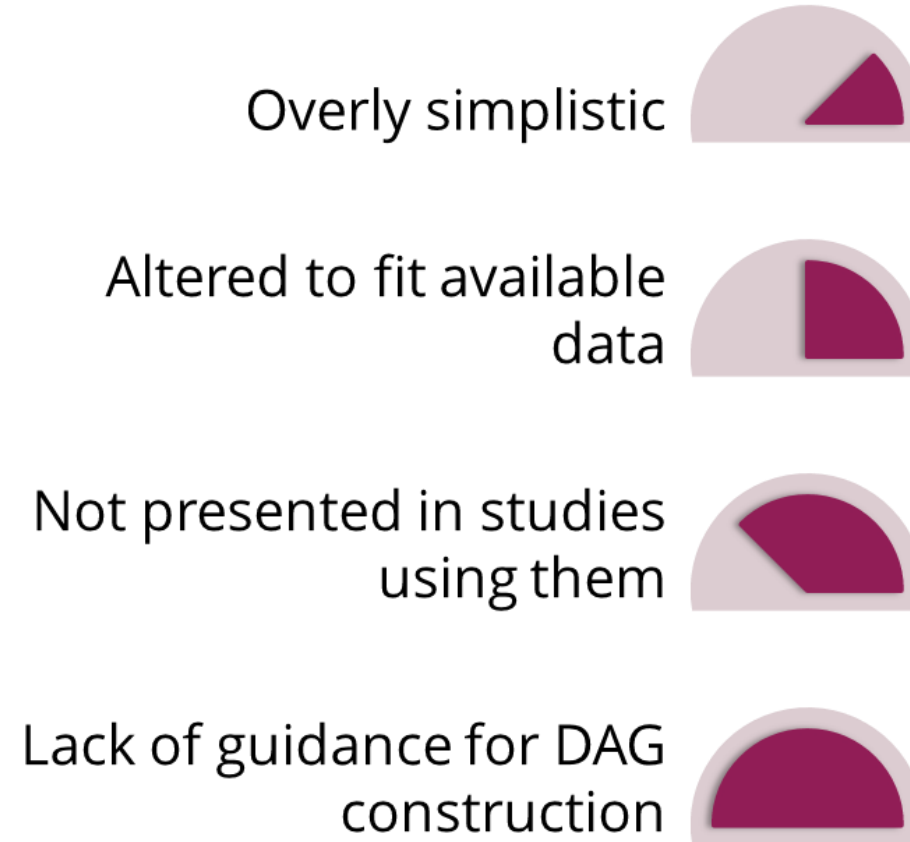 Overly simplistic
Altered to fit available
data
Not presented in studies
using them
Lack of guidance for DAG
construction